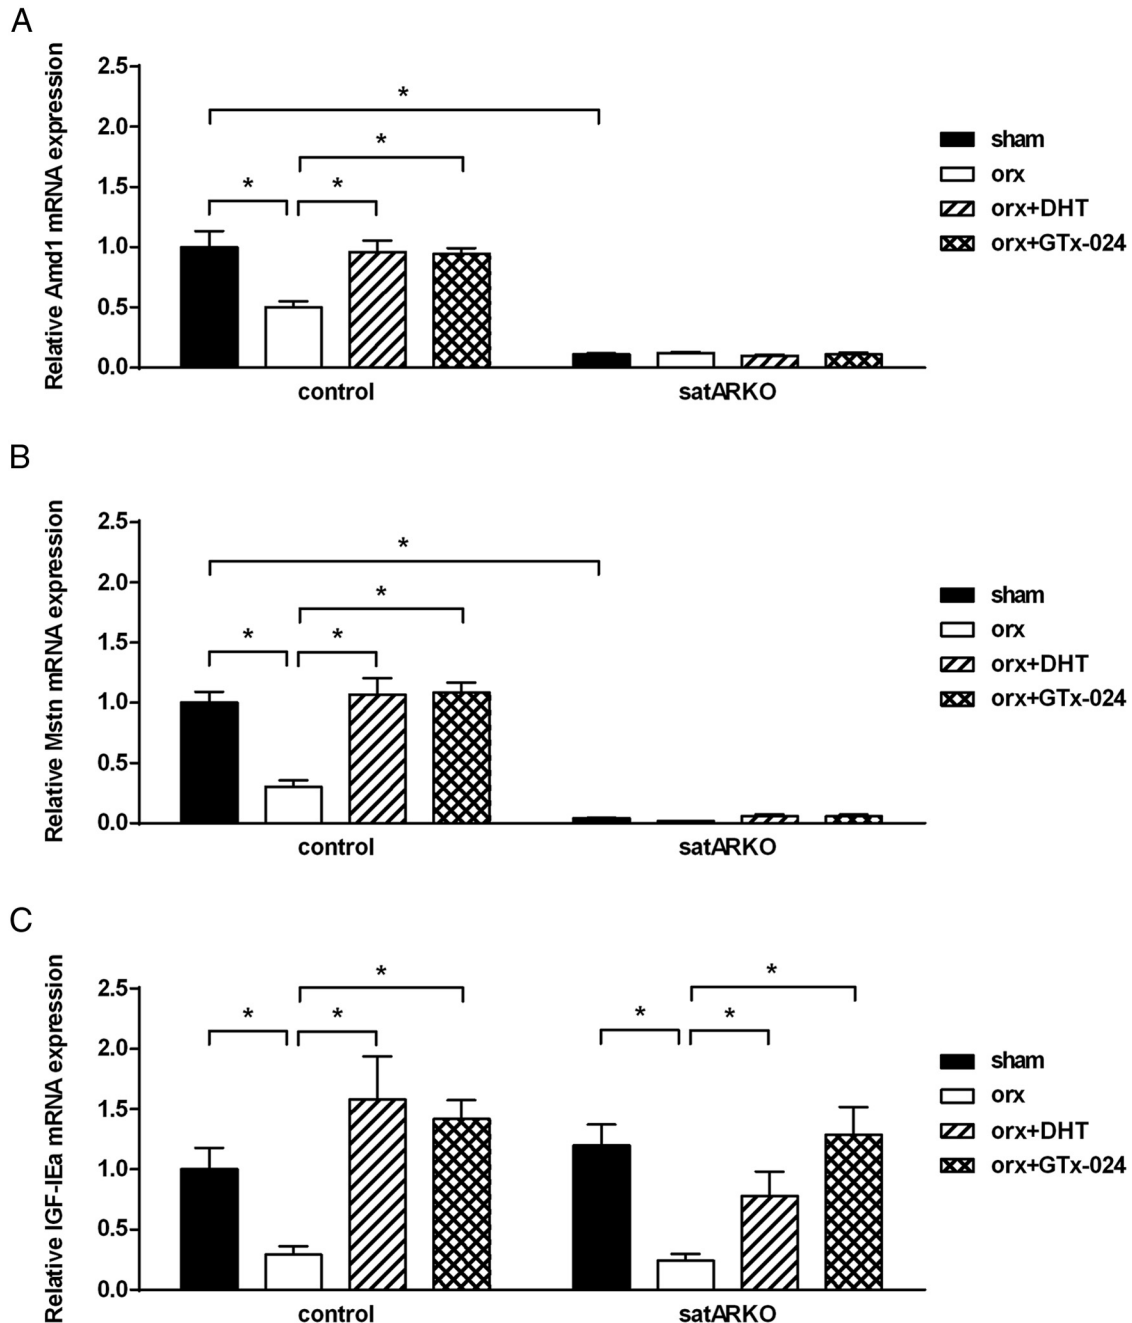 A
Relative Amd1 mRNA expression
2.5
2.0
1.5
1.0
0.5
0.0
*
*
*
*
control
satARKO
sham
orx
orx+DHT
orx+GTx-024
B
Relative Mstn mRNA expression
2.5
2.0
1.5
1.0
0.5
0.0
*
*
*
*
control
satARKO
sham
orx
orx+DHT
orx+GTx-024
C
Relative IGF-IEa mRNA expression
2.5
2.0
1.5
1.0
0.5
0.0
*
*
*
*
*
*
control
satARKO
sham
orx
orx+DHT
orx+GTx-024